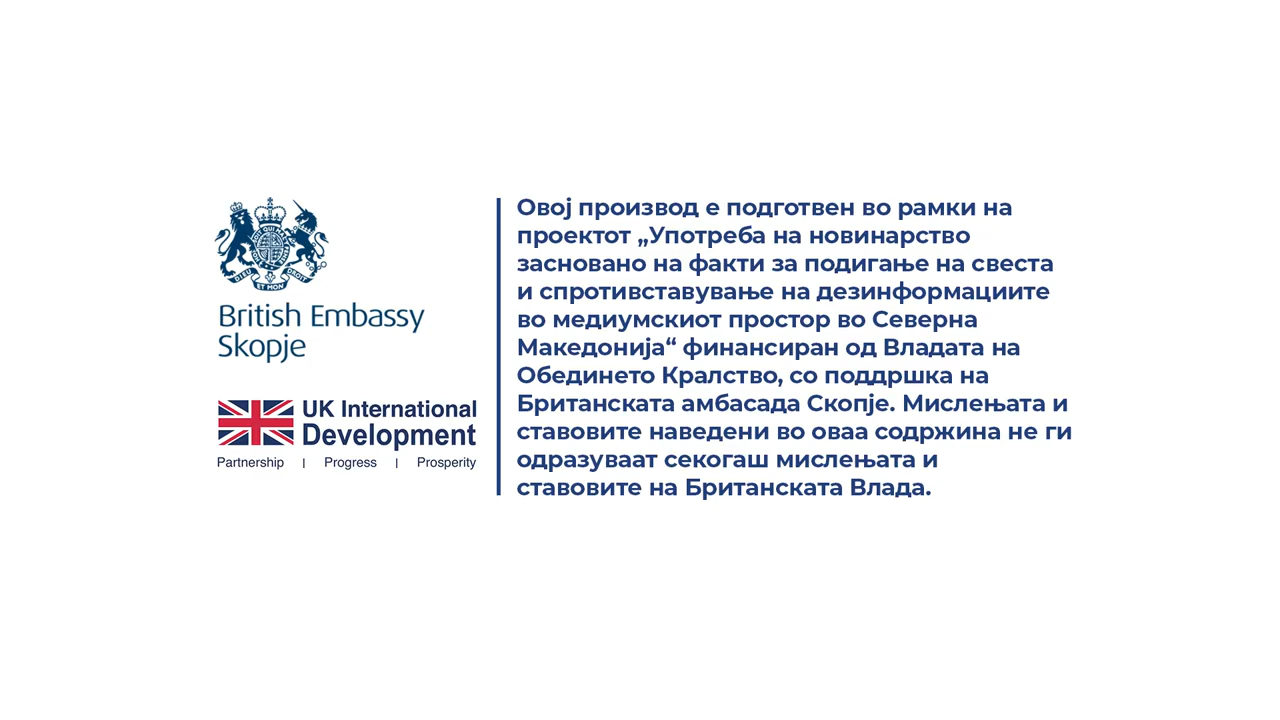 British Embassy
Skopje
UK International
Development
Partnership | Progress | Prosperity
Овој производ е подготвен во рамки на
проектот „Употреба на новинарство
засновано на факти за подигање на свеста
и спротивставување на дезинформациите
во медиумскиот простор во Северна
Македонија“ финансиран од Владата на
Обединето Кралство, со поддршка на
Британската амбасада Скопје. Мислењата и
ставовите наведени во оваа содржина не ги
одразуваат секогаш мислењата и
ставовите на Британската Влада.